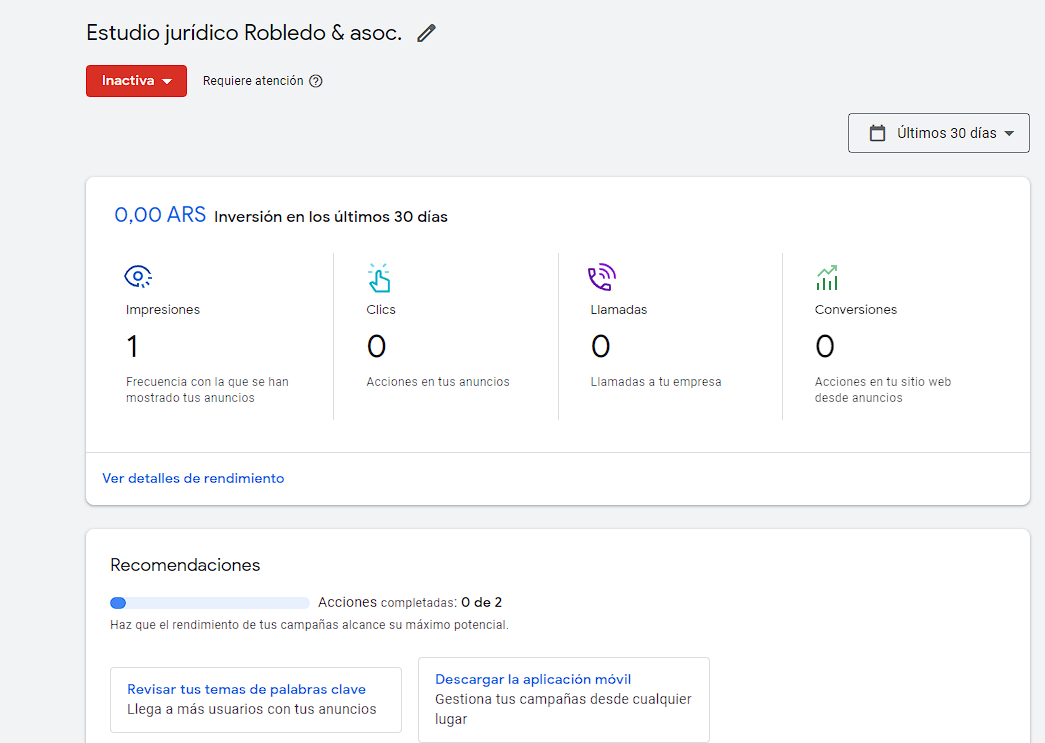 Estudio jurídico Robledo & asoc.
Inactiva
Requiere atención
Últimos 30 días
0,00 ARS Inversión en los últimos 30 días
Impresiones
1
Frecuencia con la que se han
mostrado tus anuncios
Clics
0
Acciones en tus anuncios
Llamadas
0
Llamadas a tu empresa
Conversiones
0
Acciones en tu sitio web
desde anuncios
Ver detalles de rendimiento
Recomendaciones
Acciones completadas: 0 de 2
Haz que el rendimiento de tus campañas alcance su máximo potencial.
Revisar tus temas de palabras clave
Llega a más usuarios con tus anuncios
Descargar la aplicación móvil
Gestiona tus campañas desde cualquier
lugar